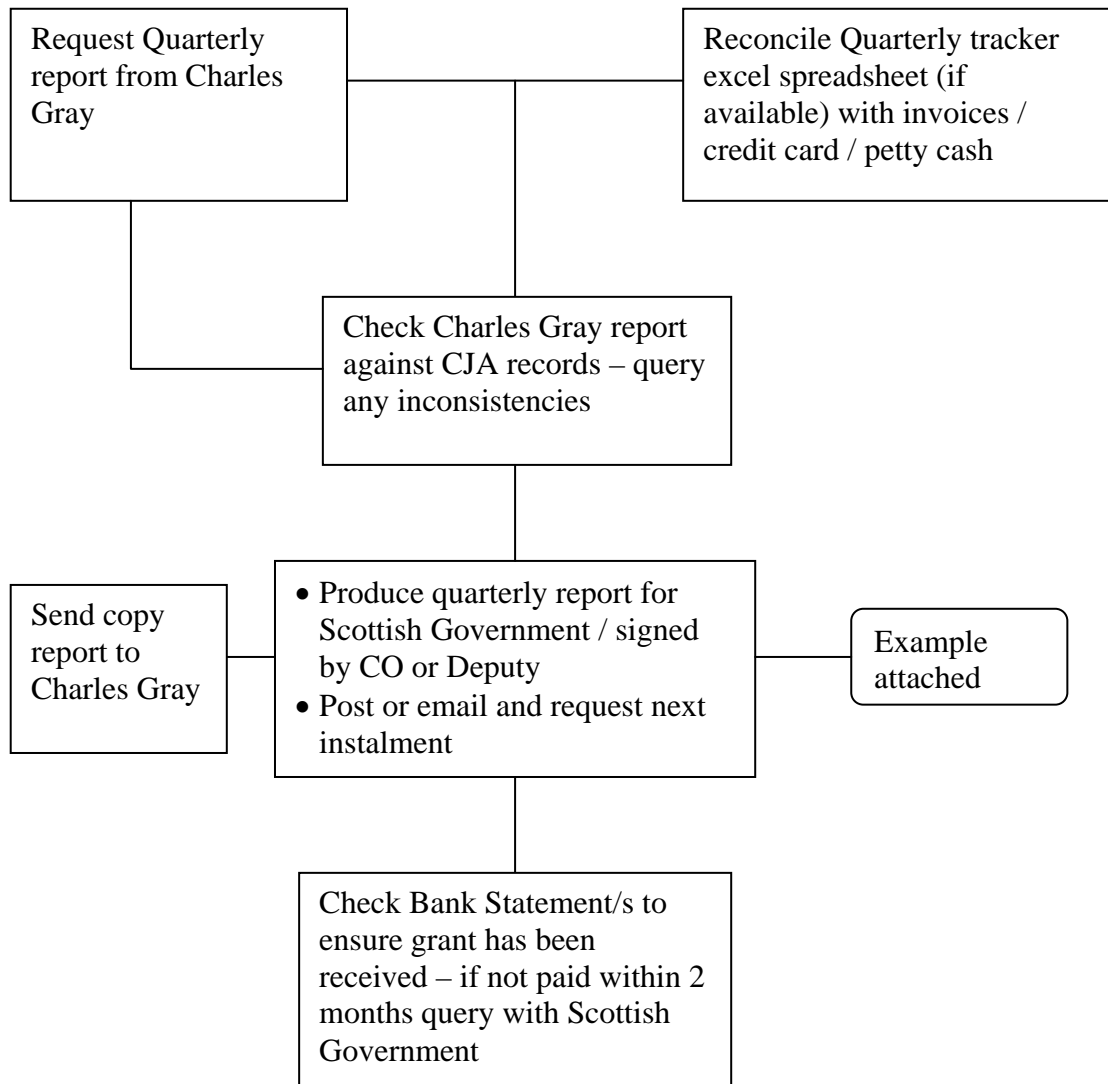 Request Quarterly
report from Charles
Gray
Reconcile Quarterly tracker
excel spreadsheet (if
available) with invoices /
credit card / petty cash
Check Charles Gray report
against CJA records – query
any inconsistencies
Send copy
report to
Charles Gray
• Produce quarterly report for
Scottish Government / signed
by CO or Deputy
• Post or email and request next
instalment
Example
attached
Check Bank Statement/s to
ensure grant has been
received – if not paid within 2
months query with Scottish
Government